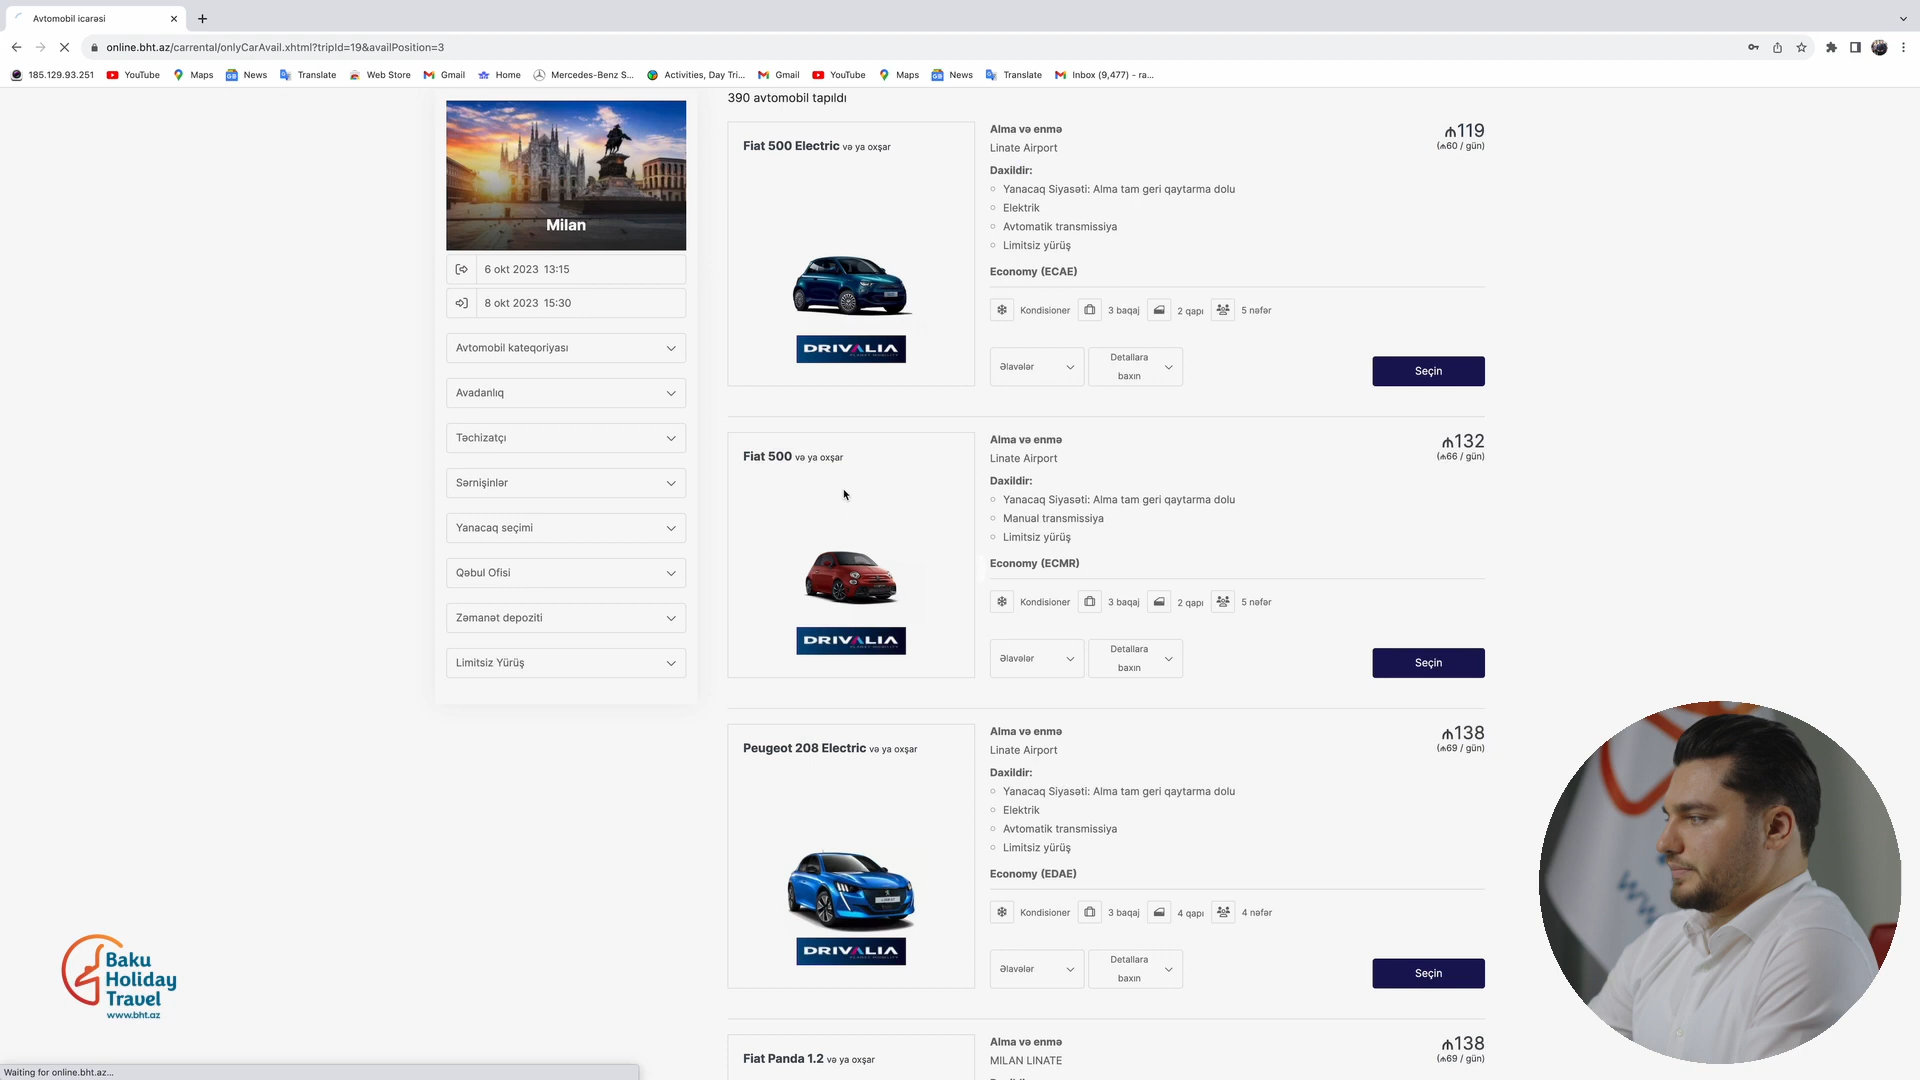 Avtomobil icarəsi
online.bht.az/carrental/onlyCarAvail.xhtml?tripId=19&availPosition=3
185.129.93.251 YouTube Maps News Translate Web Store Gmail Home Mercedes-Benz S... Activities, Day Tri... Gmail YouTube Maps News Translate Inbox (9,477) - ra...
Milan
6 okt 2023 13:15
8 okt 2023 15:30
Avtomobil kateqoriyası
Avadanlıq
Təchizatçı
Sərnişinlər
Yanacaq seçimi
Qəbul Ofisi
Zəmanət depoziti
Limitsiz Yürüş
390 avtomobil tapıldı
Fiat 500 Electric və ya oxşar
DRIVALIA
PLANET MOBILITY
Alma və enmə
Linate Airport
Daxildir:
Yanacaq Siyasəti: Alma tam geri qaytarma dolu
Elektrik
Avtomatik transmissiya
Limitsiz yürüş
Economy (ECAE)
Kondisioner 3 baqaj 2 qapı 5 nəfər
Əlavələr
Detallara
baxın
₼119
(₼60 / gün)
Seçin
Fiat 500 və ya oxşar
DRIVALIA
PLANET MOBILITY
Alma və enmə
Linate Airport
Daxildir:
Yanacaq Siyasəti: Alma tam geri qaytarma dolu
Manual transmissiya
Limitsiz yürüş
Economy (ECMR)
Kondisioner 3 baqaj 2 qapı 5 nəfər
Əlavələr
Detallara
baxın
₼132
(₼66 / gün)
Seçin
Peugeot 208 Electric və ya oxşar
DRIVALIA
PLANET MOBILITY
Alma və enmə
Linate Airport
Daxildir:
Yanacaq Siyasəti: Alma tam geri qaytarma dolu
Elektrik
Avtomatik transmissiya
Limitsiz yürüş
Economy (EDAE)
Kondisioner 3 baqaj 4 qapı 4 nəfər
Əlavələr
Detallara
baxın
₼138
(₼69 / gün)
Seçin
Fiat Panda 1.2 və ya oxşar
Alma və enmə
MILAN LINATE
₼138
(₼69 / gün)
Baku
Holiday
Travel
www.bht.az
Waiting for online.bht.az...